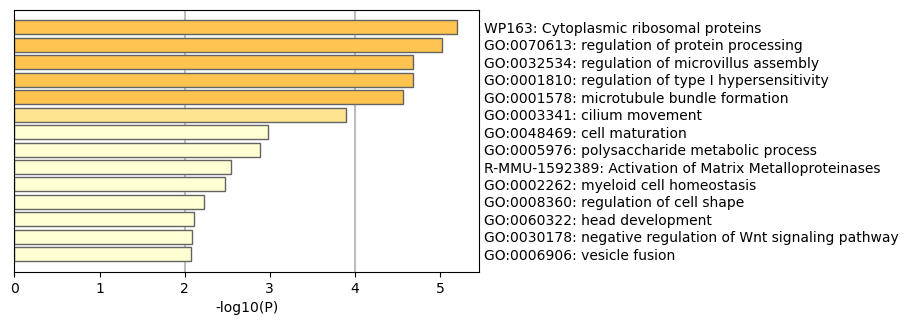 WP163: Cytoplasmic ribosomal proteins
GO:0070613: regulation of protein processing
GO:0032534: regulation of microvillus assembly
GO:0001810: regulation of type I hypersensitivity
GO:0001578: microtubule bundle formation
GO:0003341: cilium movement
GO:0048469: cell maturation
GO:0005976: polysaccharide metabolic process
R-MMU-1592389: Activation of Matrix Metalloproteinases
GO:0002262: myeloid cell homeostasis
GO:0008360: regulation of cell shape
GO:0060322: head development
GO:0030178: negative regulation of Wnt signaling pathway
GO:0006906: vesicle fusion
0 1 2 3 4 5
-log10(P)